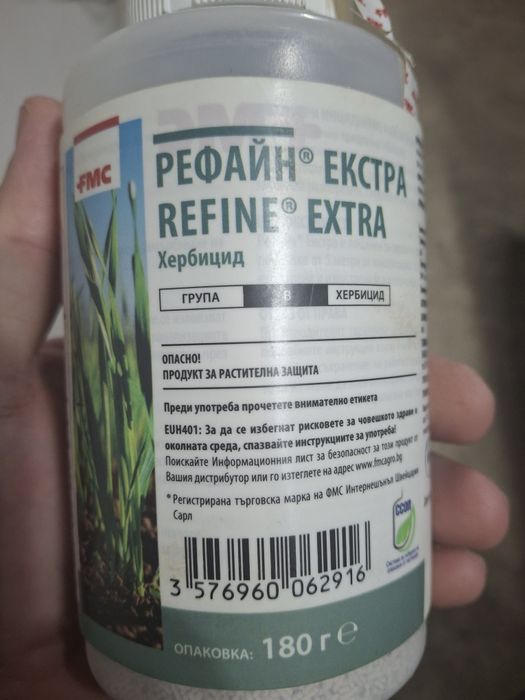 FMC
РЕФАЙН® ЕКСТРА
REFINE® EXTRA
Хербицид
ГРУПА B ХЕРБИЦИД
ОПАСНО!
ПРОДУКТ ЗА РАСТИТЕЛНА ЗАЩИТА
Преди употреба прочетете внимателно етикета
EUH401: За да се избегнат рисковете за човешкото здраве и
околната среда, спазвайте инструкциите за употреба!
Поискайте Информационния лист за безопасност за този продукт от
Вашия дистрибутор или го изтеглете на адрес www.fmcagro.bg
* Регистрирана търговска марка на ФМС Интернешънъл Швейцария
Сарл
ССОП
3 576960 062916
ОПАКОВКА: 180 г ℮